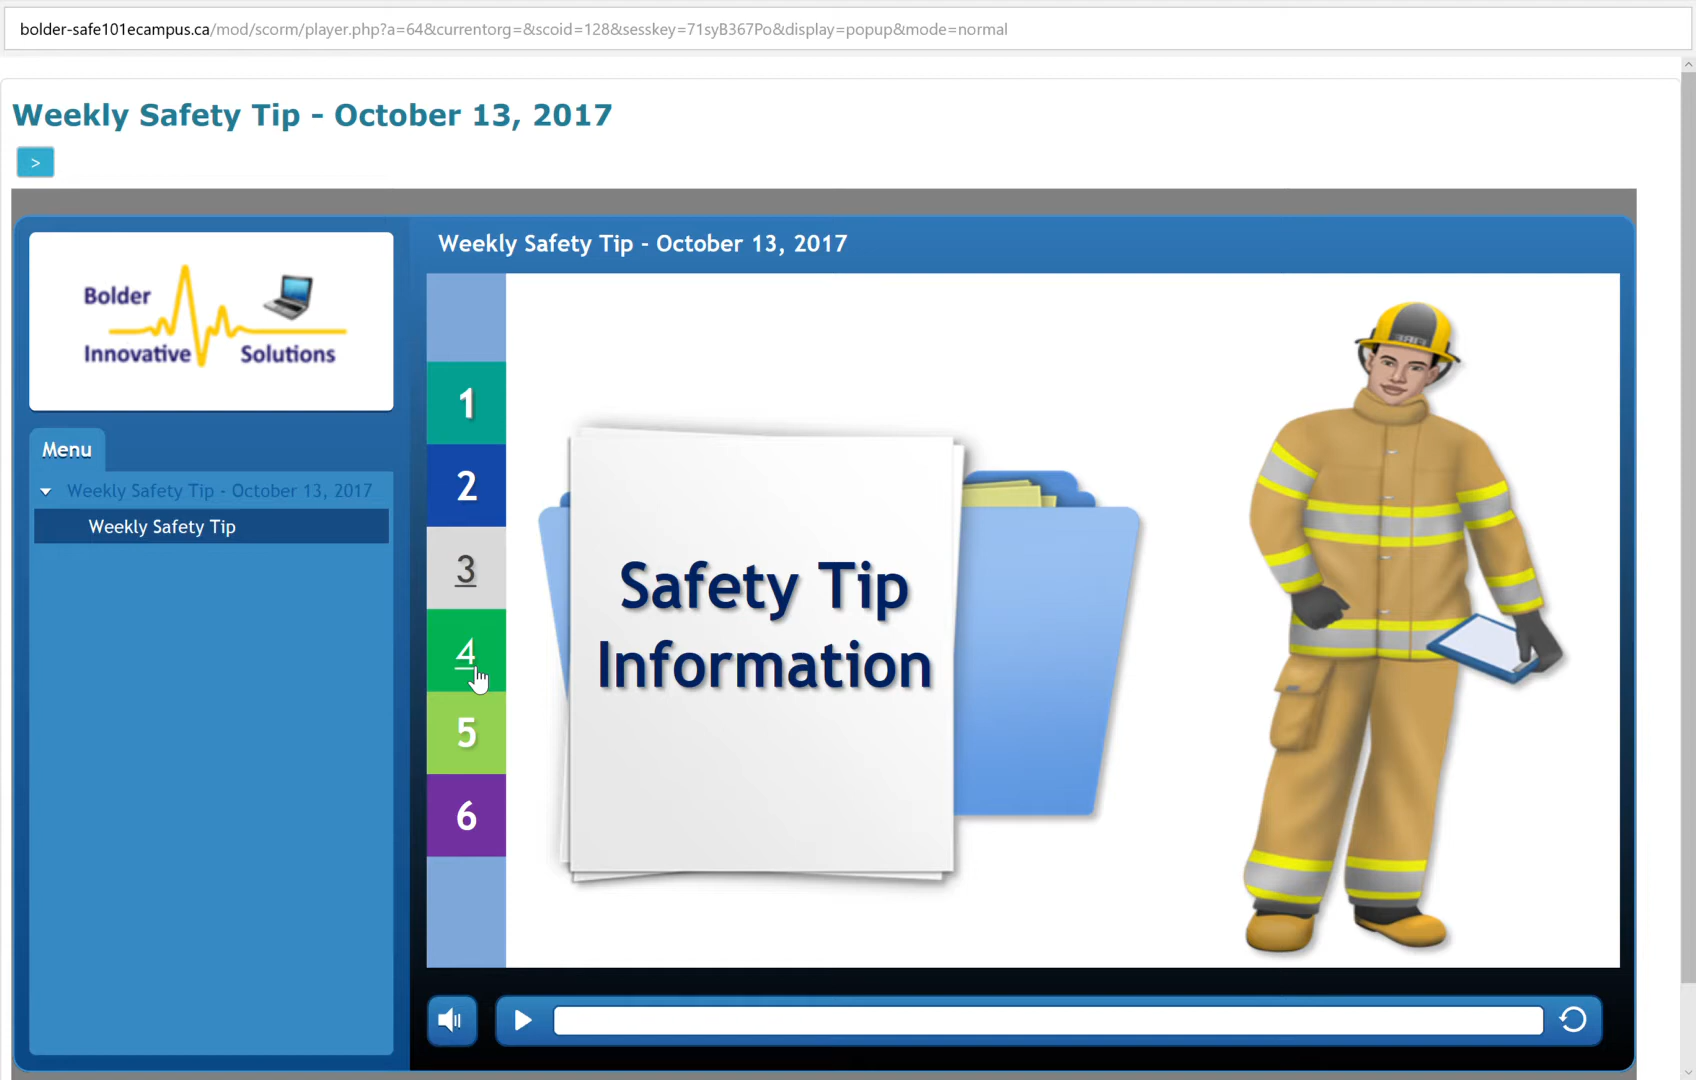 bolder-safe101ecampus.ca/mod/scorm/player.php?a=64&currentorg=&scoid=128&sesskey=71syB367Po&display=popup&mode=normal
Weekly Safety Tip - October 13, 2017
>
Bolder
Innovative Solutions
Menu
Weekly Safety Tip - October 13, 2017
Weekly Safety Tip
Weekly Safety Tip - October 13, 2017
1
2
3
4
5
6
Safety Tip
Information